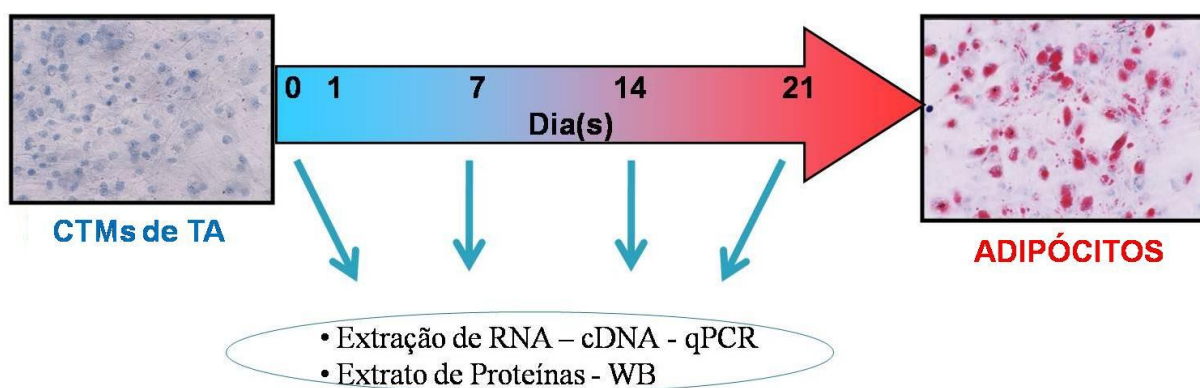 0 1 7 14 21
Dia(s)
CTMs de TA
ADIPÓCITOS
• Extração de RNA – cDNA - qPCR
• Extrato de Proteínas - WB